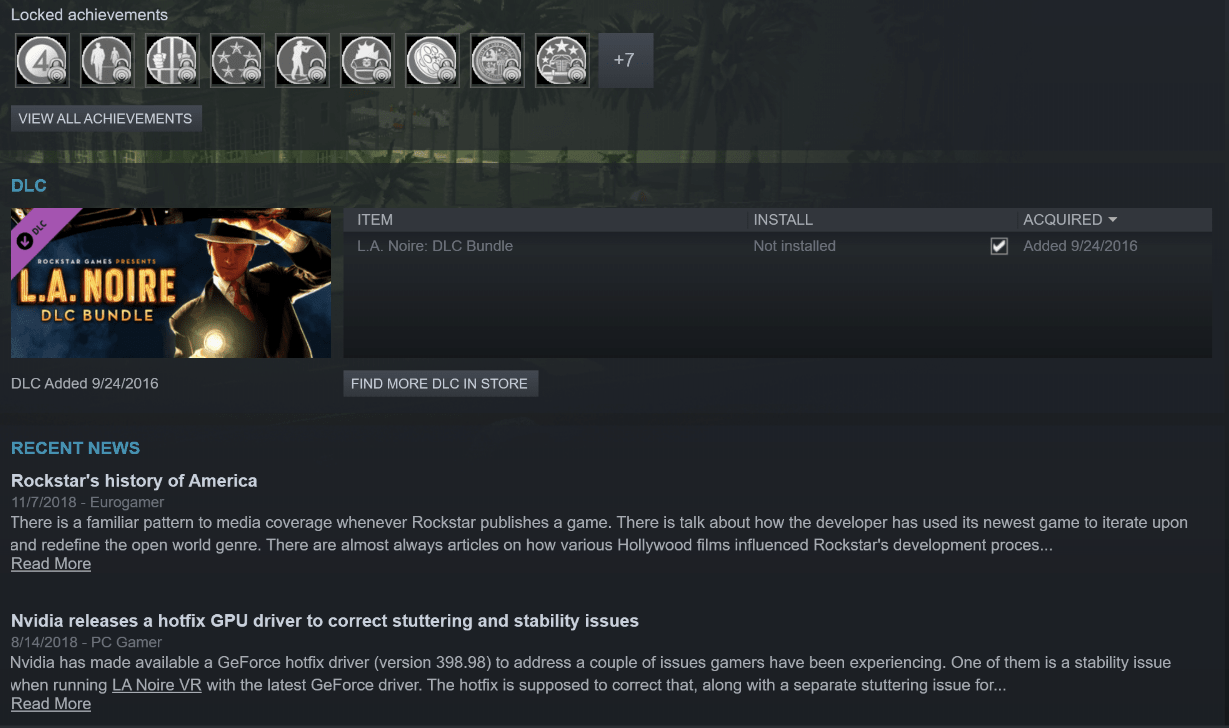 Locked achievements
4
+7
VIEW ALL ACHIEVEMENTS
DLC
DLC
ROCKSTAR GAMES PRESENTS
L.A. NOIRE
DLC BUNDLE
ITEM INSTALL ACQUIRED
L.A. Noire: DLC Bundle Not installed Added 9/24/2016
DLC Added 9/24/2016
FIND MORE DLC IN STORE
RECENT NEWS
Rockstar's history of America
11/7/2018 - Eurogamer
There is a familiar pattern to media coverage whenever Rockstar publishes a game. There is talk about how the developer has used its newest game to iterate upon
and redefine the open world genre. There are almost always articles on how various Hollywood films influenced Rockstar's development proces...
Read More
Nvidia releases a hotfix GPU driver to correct stuttering and stability issues
8/14/2018 - PC Gamer
Nvidia has made available a GeForce hotfix driver (version 398.98) to address a couple of issues gamers have been experiencing. One of them is a stability issue
when running LA Noire VR with the latest GeForce driver. The hotfix is supposed to correct that, along with a separate stuttering issue for...
Read More